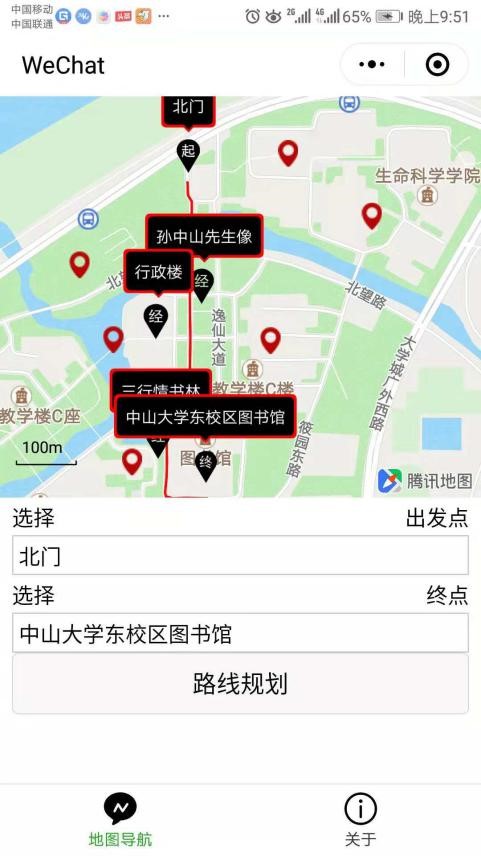 中国移动
中国联通
2G
4G
65%
晚上9:51
WeChat
北门
起
生命科学学院
孙中山先生像
经
行政楼
北望路
经
逸仙大道
大学城广外西路
三行情书林
教学楼C楼
教学楼C座
中山大学东校区图书馆
经
图书馆
终
筱园东路
100m
腾讯地图
选择
出发点
北门
选择
终点
中山大学东校区图书馆
路线规划
地图导航
关于